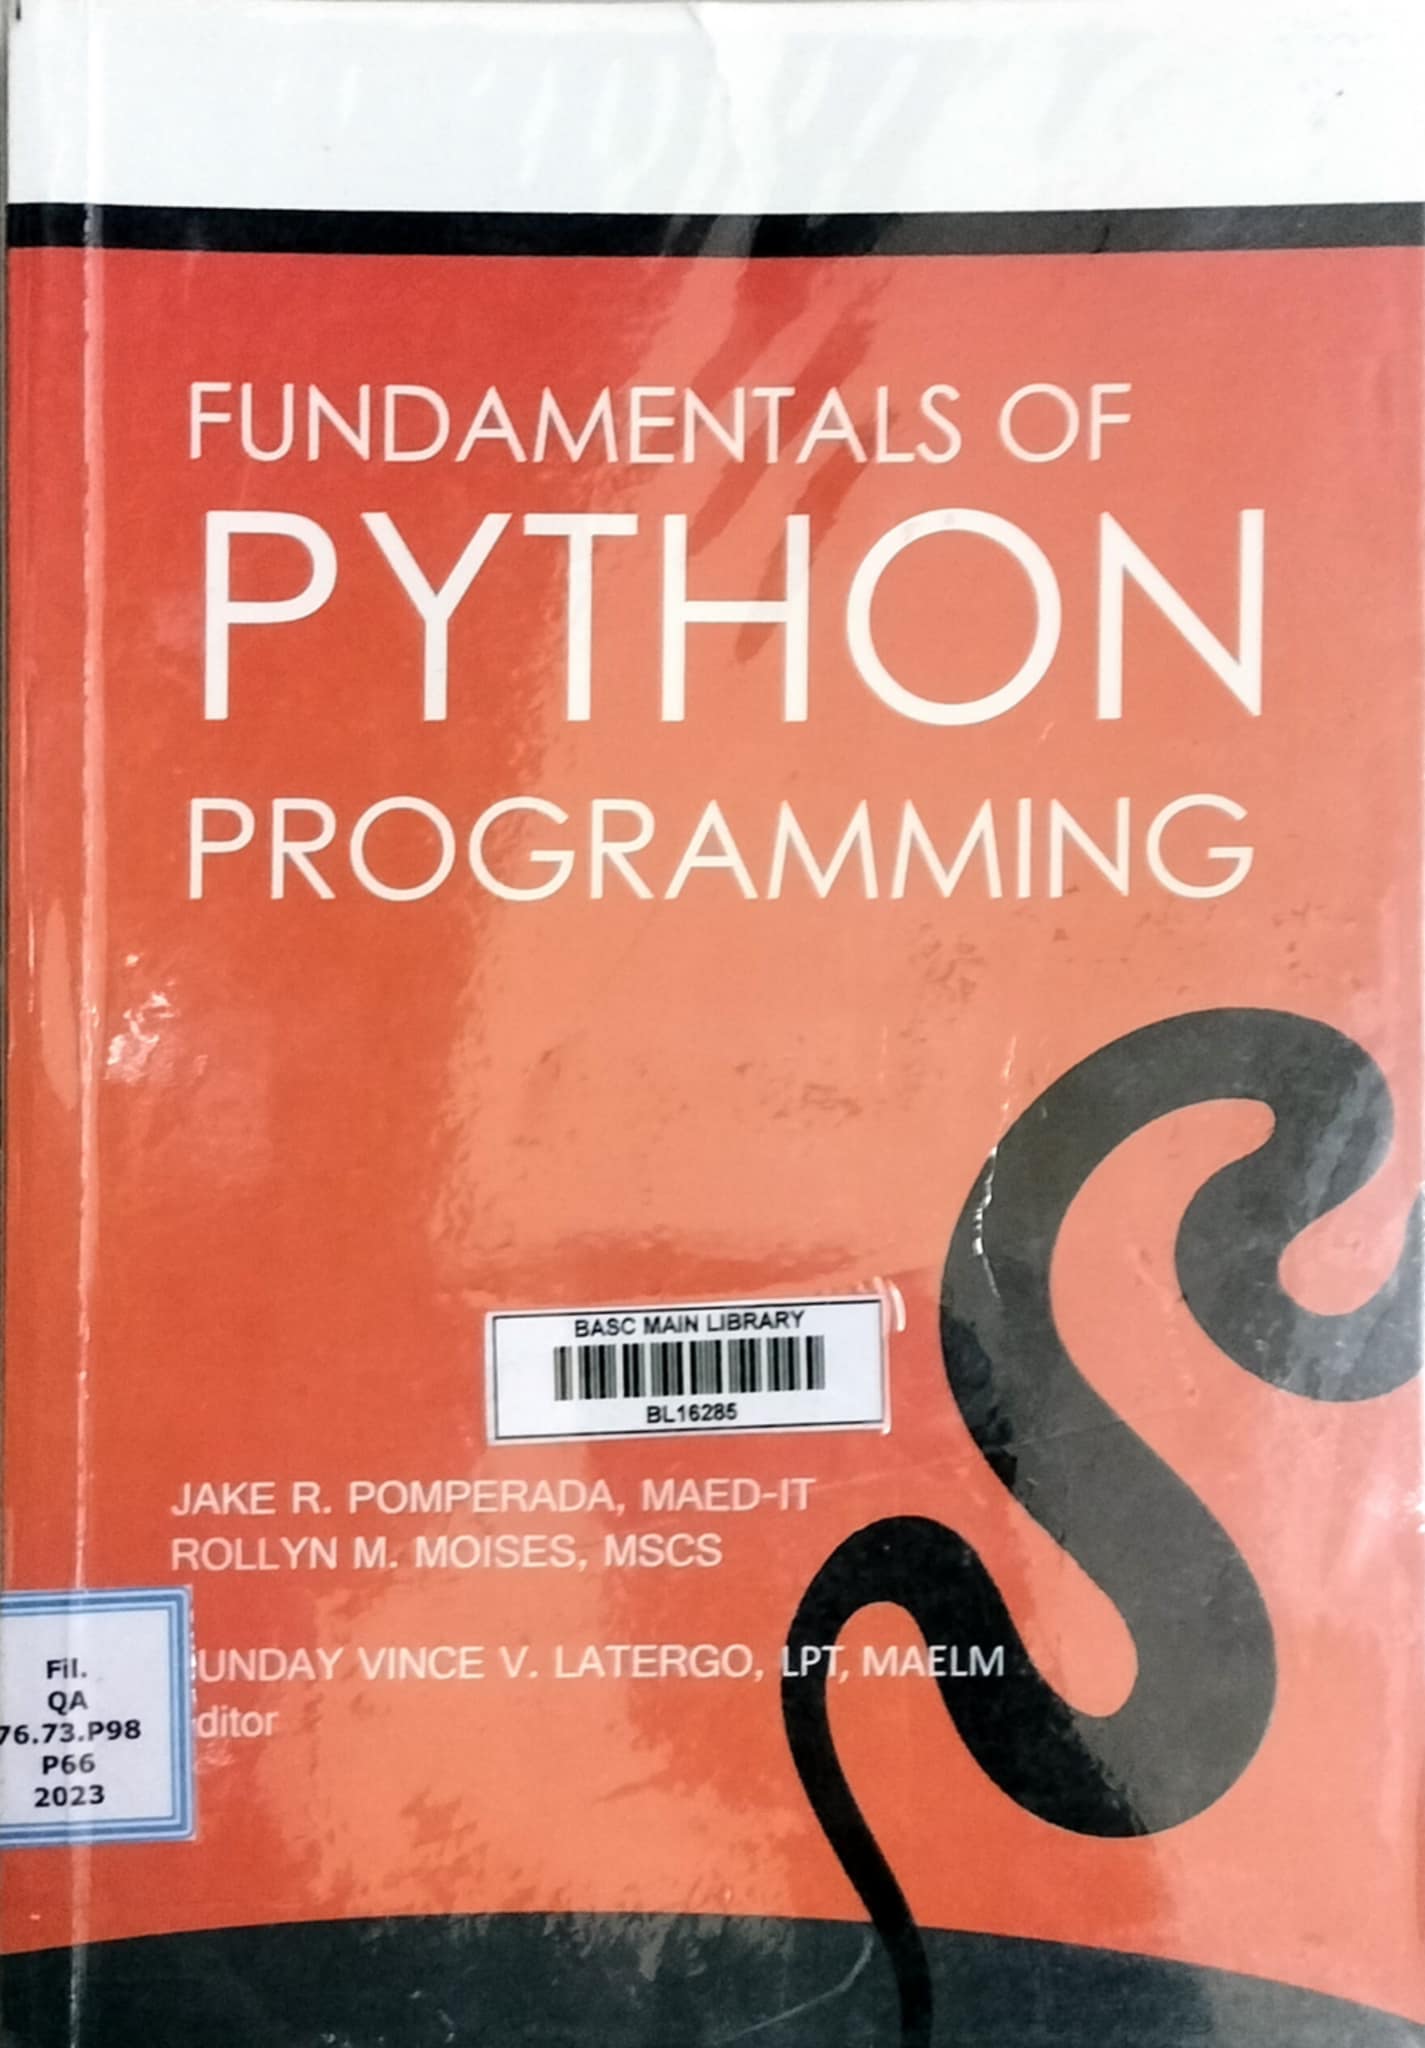 FUNDAMENTALS OF
PYTHON
PROGRAMMING
BASC MAIN LIBRARY
BL16285
JAKE R. POMPERADA, MAED-IT
ROLLYN M. MOISES, MSCS
UNDAY VINCE V. LATERGO, LPT, MAELM
ditor
Fil.
QA
76.73.P98
P66
2023